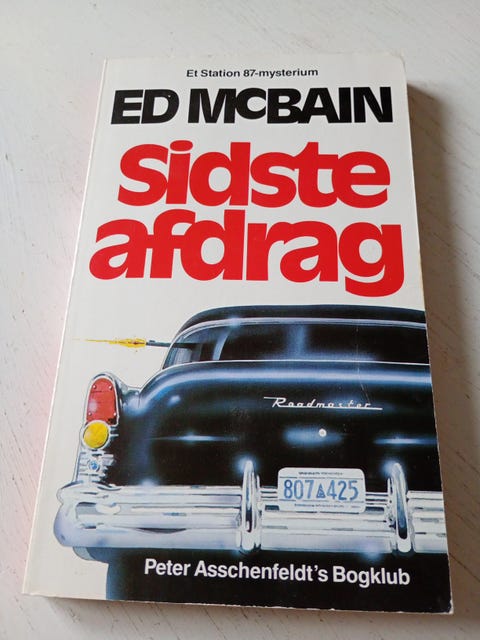 Et Station 87-mysterium
ED McBAIN
Sidste
afdrag
Roadmaster
807 425
Peter Asschenfeldt's Bogklub